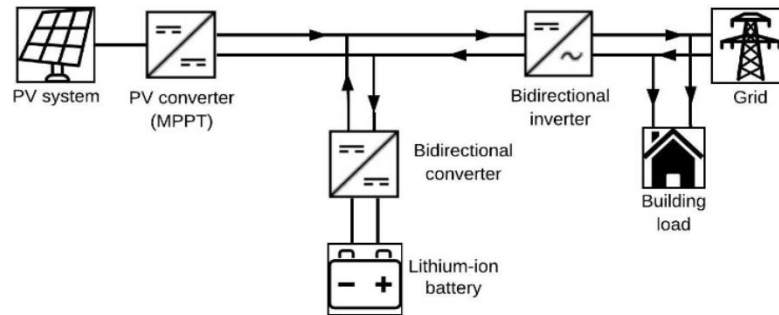 PV system
PV converter
(MPPT)
Bidirectional
inverter
Grid
Bidirectional
converter
Building
load
Lithium-ion
battery